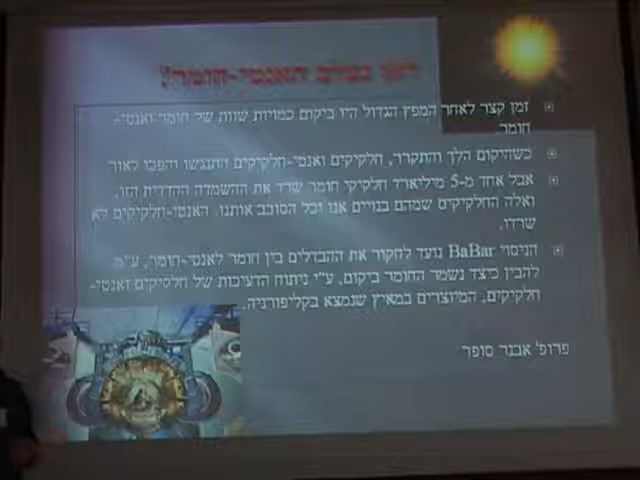 לאן נעלם האנטי-חומר?
זמן קצר לאחר המפץ הגדול היו ביקום כמויות שוות של חומר ואנטי-
חומר.
כשהיקום הלך והתקרר, חלקיקים ואנטי-חלקיקים התנגשו והפכו לאור
אבל אחד מ-5 מיליארד חלקיקי חומר שרד את ההשמדה ההדדית הזו,
ואלה החלקיקים שמהם בנויים אנו וכל הסובב אותנו. האנטי-חלקיקים לא
שרדו.
הניסוי BaBar נועד לחקור את ההבדלים בין חומר לאנטי-חומר, ע"מ
להבין כיצד נשמר החומר ביקום, ע"י ניתוח הדעיכות של חלקיקים ואנטי-
חלקיקים, המיוצרים במאיץ שנמצא בקליפורניה.
פרופ' אבנר סופר